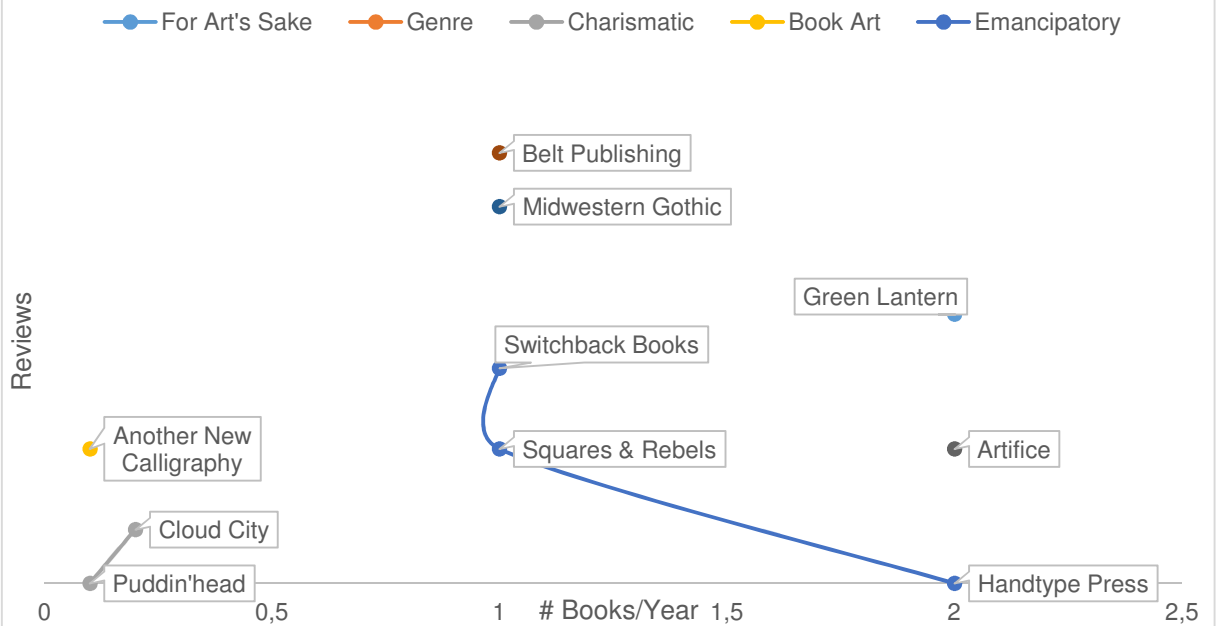 For Art's Sake Genre Charismatic Book Art Emancipatory
Belt Publishing
Midwestern Gothic
Green Lantern
Reviews
Switchback Books
Another New
Calligraphy
Squares & Rebels
Artifice
Cloud City
Puddin'head
Handtype Press
0 0,5 1 # Books/Year 1,5 2 2,5